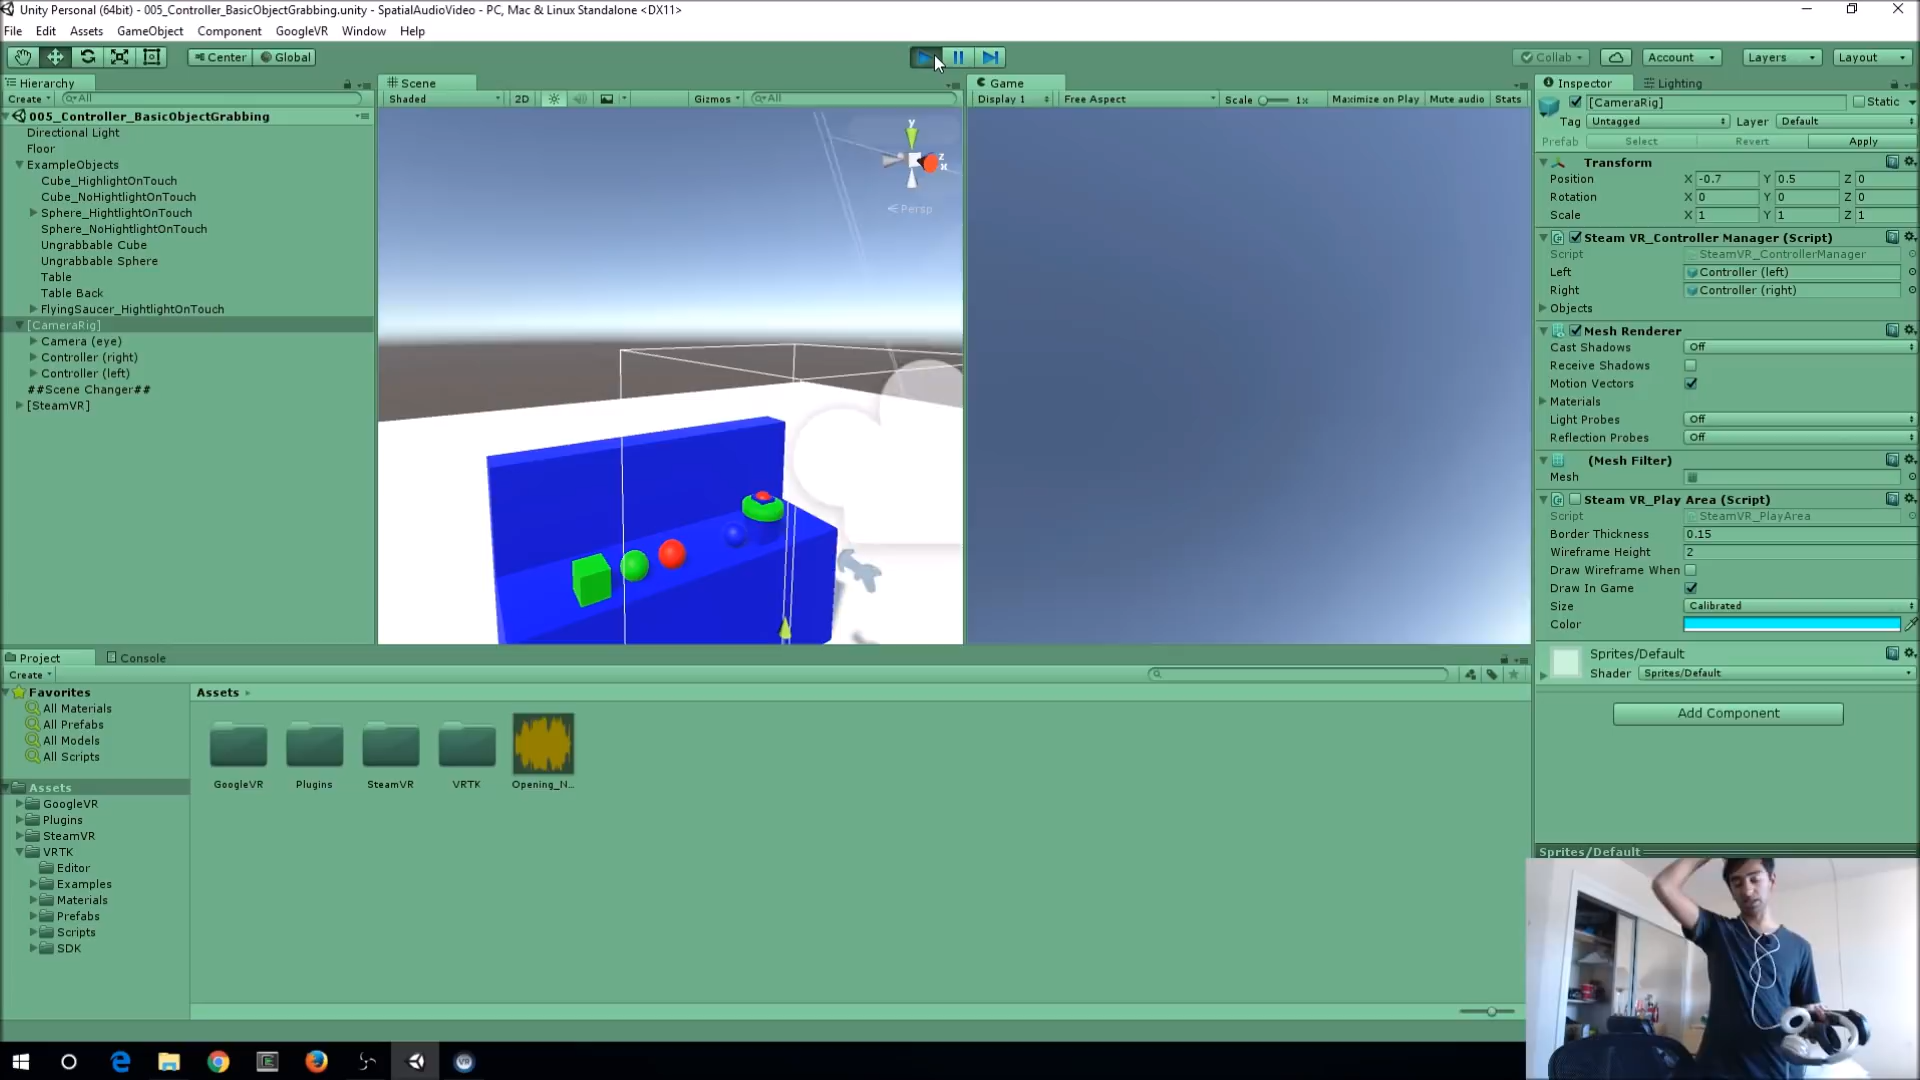 Unity Personal (64bit) - 005_Controller_BasicObjectGrabbing.unity - SpatialAudioVideo - PC, Mac & Linux Standalone <DX11>
File Edit Assets GameObject Component GoogleVR Window Help
Center Global Collab Account Layers Layout
Hierarchy
Create All
005_Controller_BasicObjectGrabbing
Directional Light
Floor
ExampleObjects
Cube_HighlightOnTouch
Cube_NoHightlightOnTouch
Sphere_HightlightOnTouch
Sphere_NoHightlightOnTouch
Ungrabbable Cube
Ungrabbable Sphere
Table
Table Back
FlyingSaucer_HightlightOnTouch
[CameraRig]
Camera (eye)
Controller (right)
Controller (left)
##Scene Changer##
[SteamVR]
Scene
Shaded 2D Gizmos All
y
z
x
Persp
Game
Display 1 Free Aspect Scale 1x Maximize on Play Mute audio Stats
Inspector Lighting
[CameraRig] Static
Tag Untagged Layer Default
Prefab Select Revert Apply
Transform
Position X -0.7 Y 0.5 Z 0
Rotation X 0 Y 0 Z 0
Scale X 1 Y 1 Z 1
Steam VR_Controller Manager (Script)
Script SteamVR_ControllerManager
Left Controller (left)
Right Controller (right)
Objects
Mesh Renderer
Cast Shadows Off
Receive Shadows
Motion Vectors
Materials
Light Probes Off
Reflection Probes Off
(Mesh Filter)
Mesh
Steam VR_Play Area (Script)
Script SteamVR_PlayArea
Border Thickness 0.15
Wireframe Height 2
Draw Wireframe When
Draw In Game
Size Calibrated
Color
Sprites/Default
Shader Sprites/Default
Add Component
Sprites/Default
Project Console
Create
Favorites
All Materials
All Prefabs
All Models
All Scripts
Assets
GoogleVR
Plugins
SteamVR
VRTK
Editor
Examples
Materials
Prefabs
Scripts
SDK
Assets
GoogleVR Plugins SteamVR VRTK Opening_N...